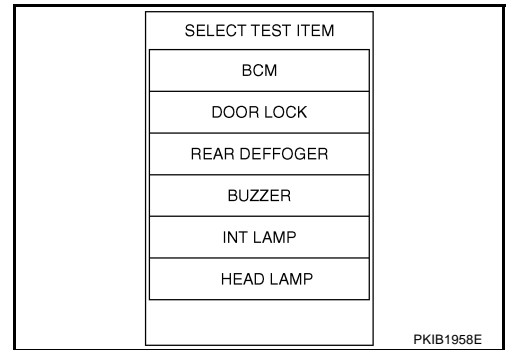 SELECT TEST ITEM
BCM
DOOR LOCK
REAR DEFFOGER
BUZZER
INT LAMP
HEAD LAMP
PKIB1958E